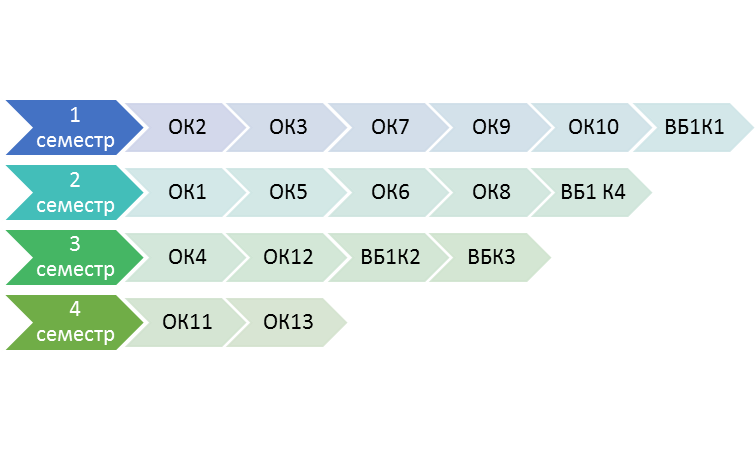 1
семестр
ОК2
ОК3
ОК7
ОК9
ОК10
ВБ1К1
2
семестр
ОК1
ОК5
ОК6
ОК8
ВБ1 К4
3
семестр
ОК4
ОК12
ВБ1К2
ВБК3
4
семестр
ОК11
ОК13